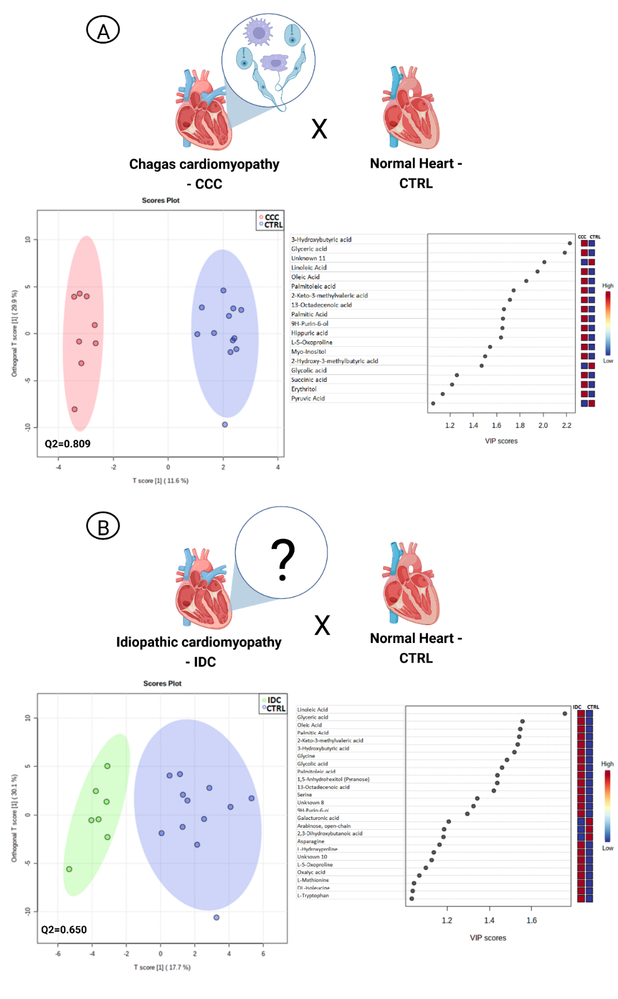 A
X
Chagas cardiomyopathy
- CCC
Normal Heart -
CTRL
Scores Plot
CCC
CTRL
Orthogonal T score [1] ( 29.9 %)
10
5
0
-5
-10
Q2=0.809
-4
-2
0
2
4
T score [1] ( 11.6 %)
3-Hydroxybutyric acid
Glyceric acid
Unknown 11
Linoleic Acid
Oleic Acid
Palmitoleic acid
2-Keto-3-methylvaleric acid
13-Octadecenoic acid
Palmitic Acid
9H-Purin-6-ol
Hippuric acid
L-5-Oxoproline
Myo-Inositol
2-Hydroxy-3-methylbutyric acid
Glycolic acid
Succinic acid
Erythritol
Pyruvic Acid
1.2
1.4
1.6
1.8
2.0
2.2
VIP scores
CCC CTRL
High
Low
B
?
X
Idiopathic cardiomyopathy
- IDC
Normal Heart -
CTRL
Scores Plot
IDC
CTRL
Orthogonal T score [1] ( 30.1 %)
10
5
0
-5
-10
Q2=0.650
-6
-4
-2
0
2
4
6
T score [1] ( 17.7 %)
Linoleic Acid
Glyceric acid
Oleic Acid
Palmitic Acid
2-Keto-3-methylvaleric acid
3-Hydroxybutyric acid
Glycine
Glycolic acid
Palmitoleic acid
1,5-Anhydrohexitol (Pyranose)
13-Octadecenoic acid
Serine
Unknown 8
9H-Purin-6-ol
Galacturonic acid
Arabinose, open-chain
2,3-Dihydroxybutanoic acid
Asparagine
L-Hydroxyproline
Unknown 10
L-5-Oxoproline
Oxalyc acid
L-Methionine
DL-isoleucine
L-Tryptophan
1.2
1.4
1.6
VIP scores
IDC CTRL
High
Low